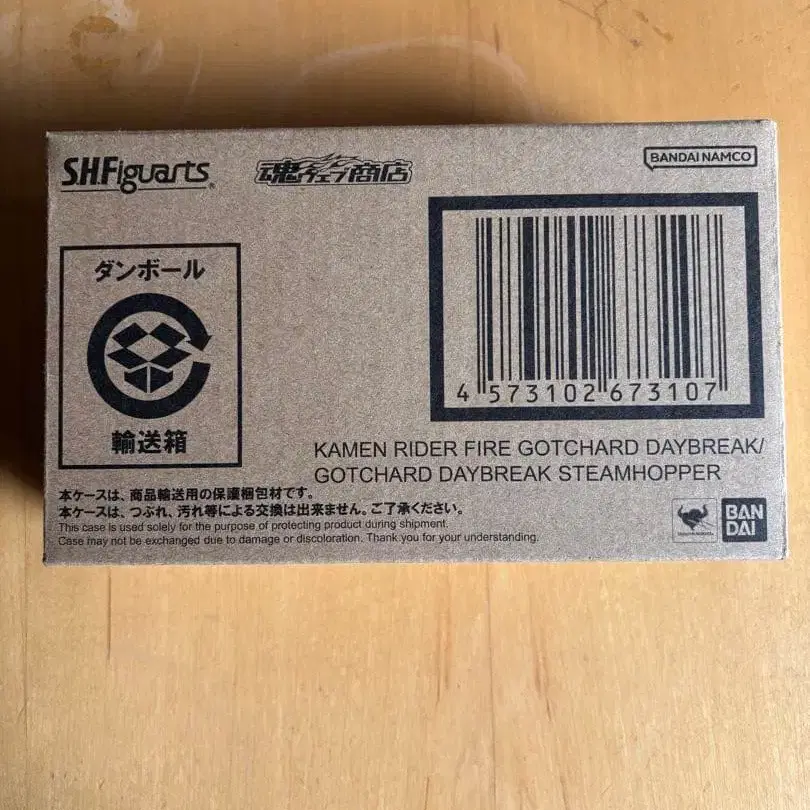 S.H.Figuarts
魂ウェブ商店
BANDAI NAMCO
ダンボール
輸送箱
4 573102 673107
KAMEN RIDER FIRE GOTCHARD DAYBREAK/
GOTCHARD DAYBREAK STEAMHOPPER
本ケースは、商品輸送用の保護梱包材です。
本ケースは、つぶれ、汚れ等による交換は出来ません。ご了承ください。
This case is used solely for the purpose of protecting product during shipment.
Case may not be exchanged due to damage or discoloration. Thank you for your understanding.
BAN
DAI